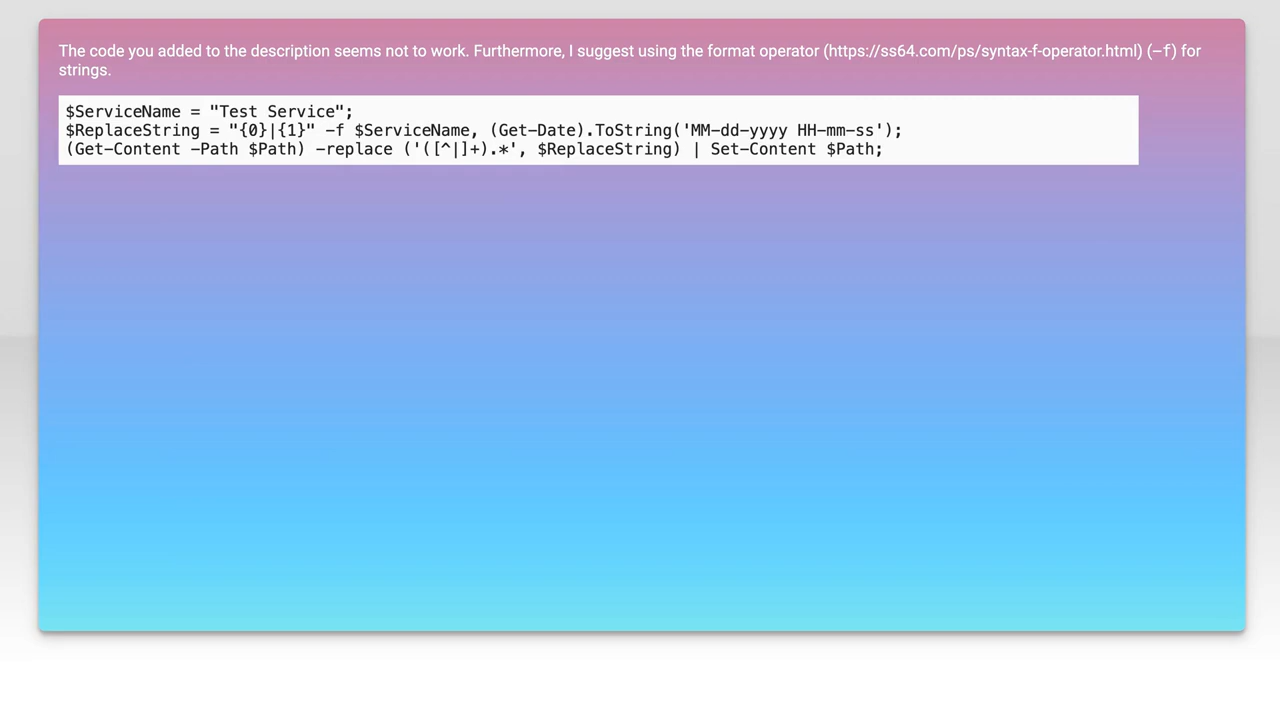 The code you added to the description seems not to work. Furthermore, I suggest using the format operator (https://ss64.com/ps/syntax-f-operator.html) (–f) for
strings.
$ServiceName = "Test Service";
$ReplaceString = "{0}|{1}" –f $ServiceName, (Get–Date).ToString('MM–dd–yyyy HH–mm–ss');
(Get–Content –Path $Path) –replace ('([^|]+).*', $ReplaceString) | Set–Content $Path;